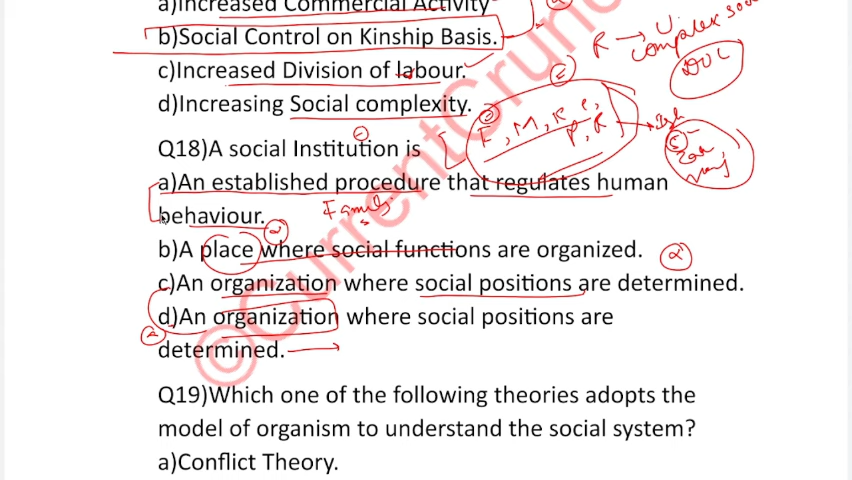 a)Increased Commercial Activity
b)Social Control on Kinship Basis.
c)Increased Division of labour.
d)Increasing Social complexity.
R → U
complex
DOL
F, M, K, E,
P, R
Q18)A social Institution is
a)An established procedure that regulates human
behaviour.
Family
b)A place where social functions are organized.
c)An organization where social positions are determined.
d)An organization where social positions are
determined.
Q19)Which one of the following theories adopts the
model of organism to understand the social system?
a)Conflict Theory.
©CurrentCrunch